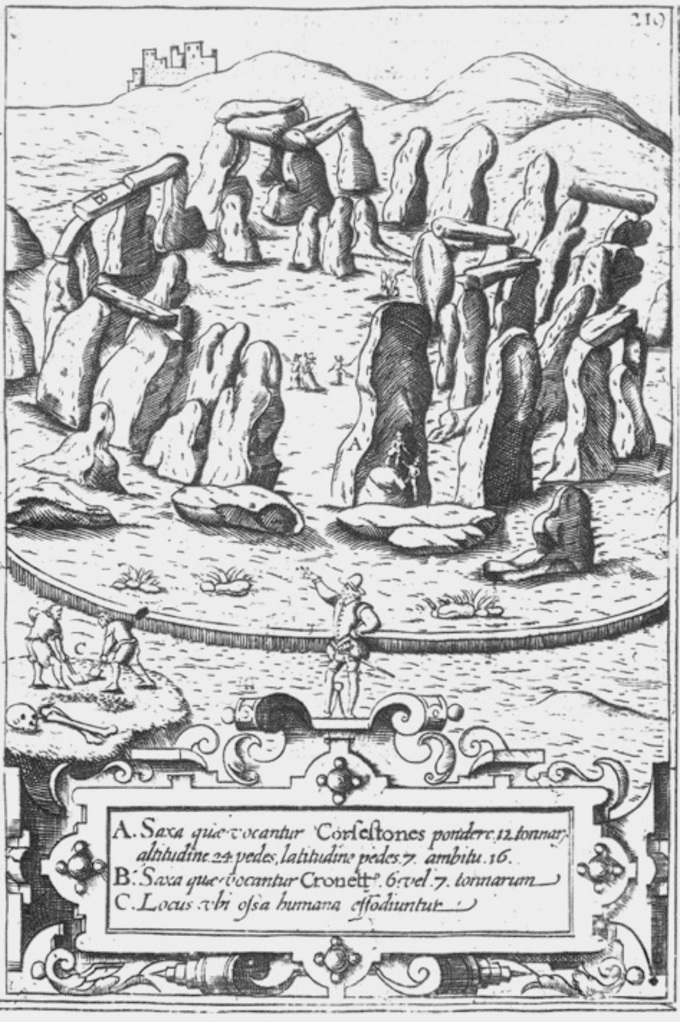 219
B
A
C
A. Saxa quæ vocantur Corſeſtones pondere. 12. tonnar,
altitudine. 24. pedes, latitudine pedes. 7. ambitu. 16.
B. Saxa quæ vocantur Cronett. 6. vel. 7. tonnarum
C. Locus vbi oſsa humana effodiuntur